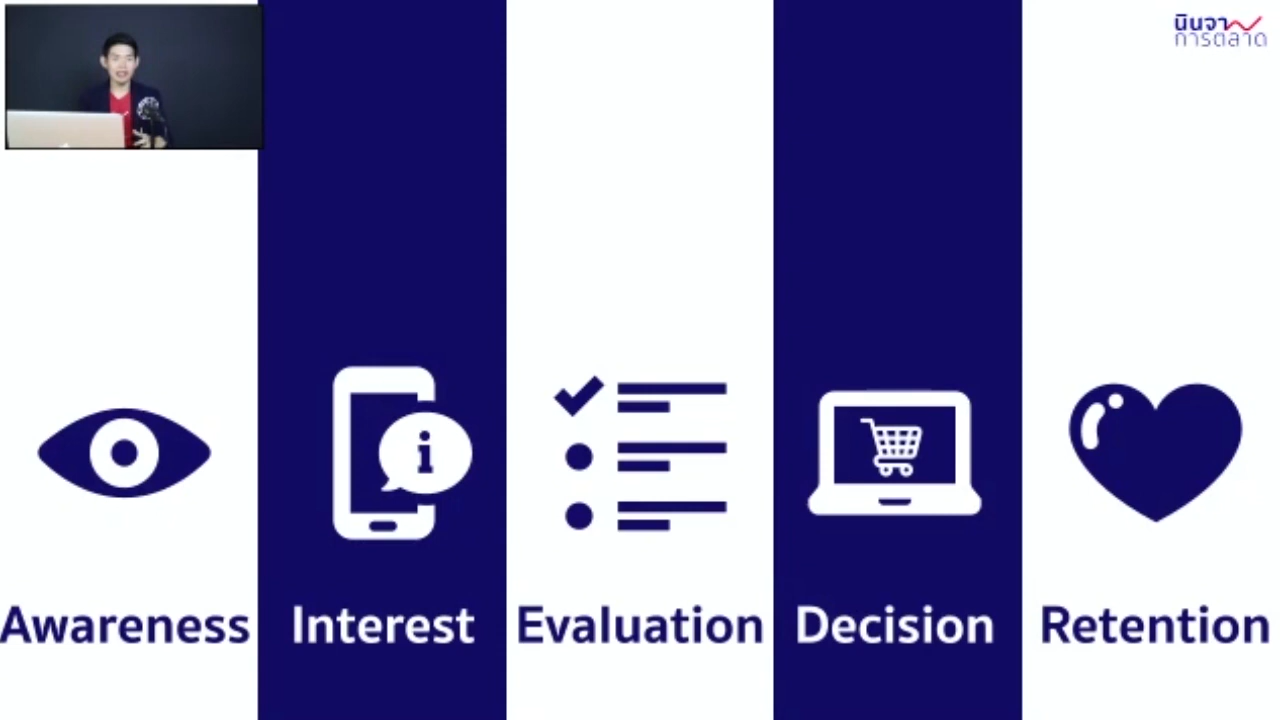 นินจา
การตลาด
i
Awareness
Interest
Evaluation
Decision
Retention